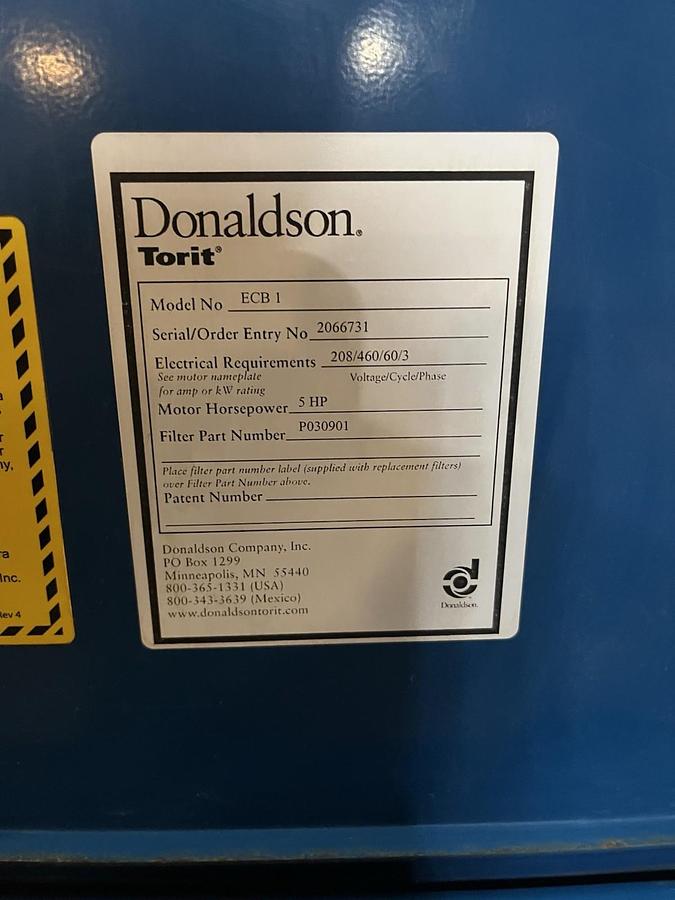 Donaldson®
Torit®
Model No ECB 1
Serial/Order Entry No 2066731
Electrical Requirements 208/460/60/3
See motor nameplate Voltage/Cycle/Phase
for amp or kW rating
Motor Horsepower 5 HP
Filter Part Number P030901
Place filter part number label (supplied with replacement filters)
over Filter Part Number above.
Patent Number
Donaldson Company, Inc.
PO Box 1299
Minneapolis, MN 55440
800-365-1331 (USA)
800-343-3639 (Mexico)
www.donaldsontorit.com
Donaldson.
Inc.
Rev 4